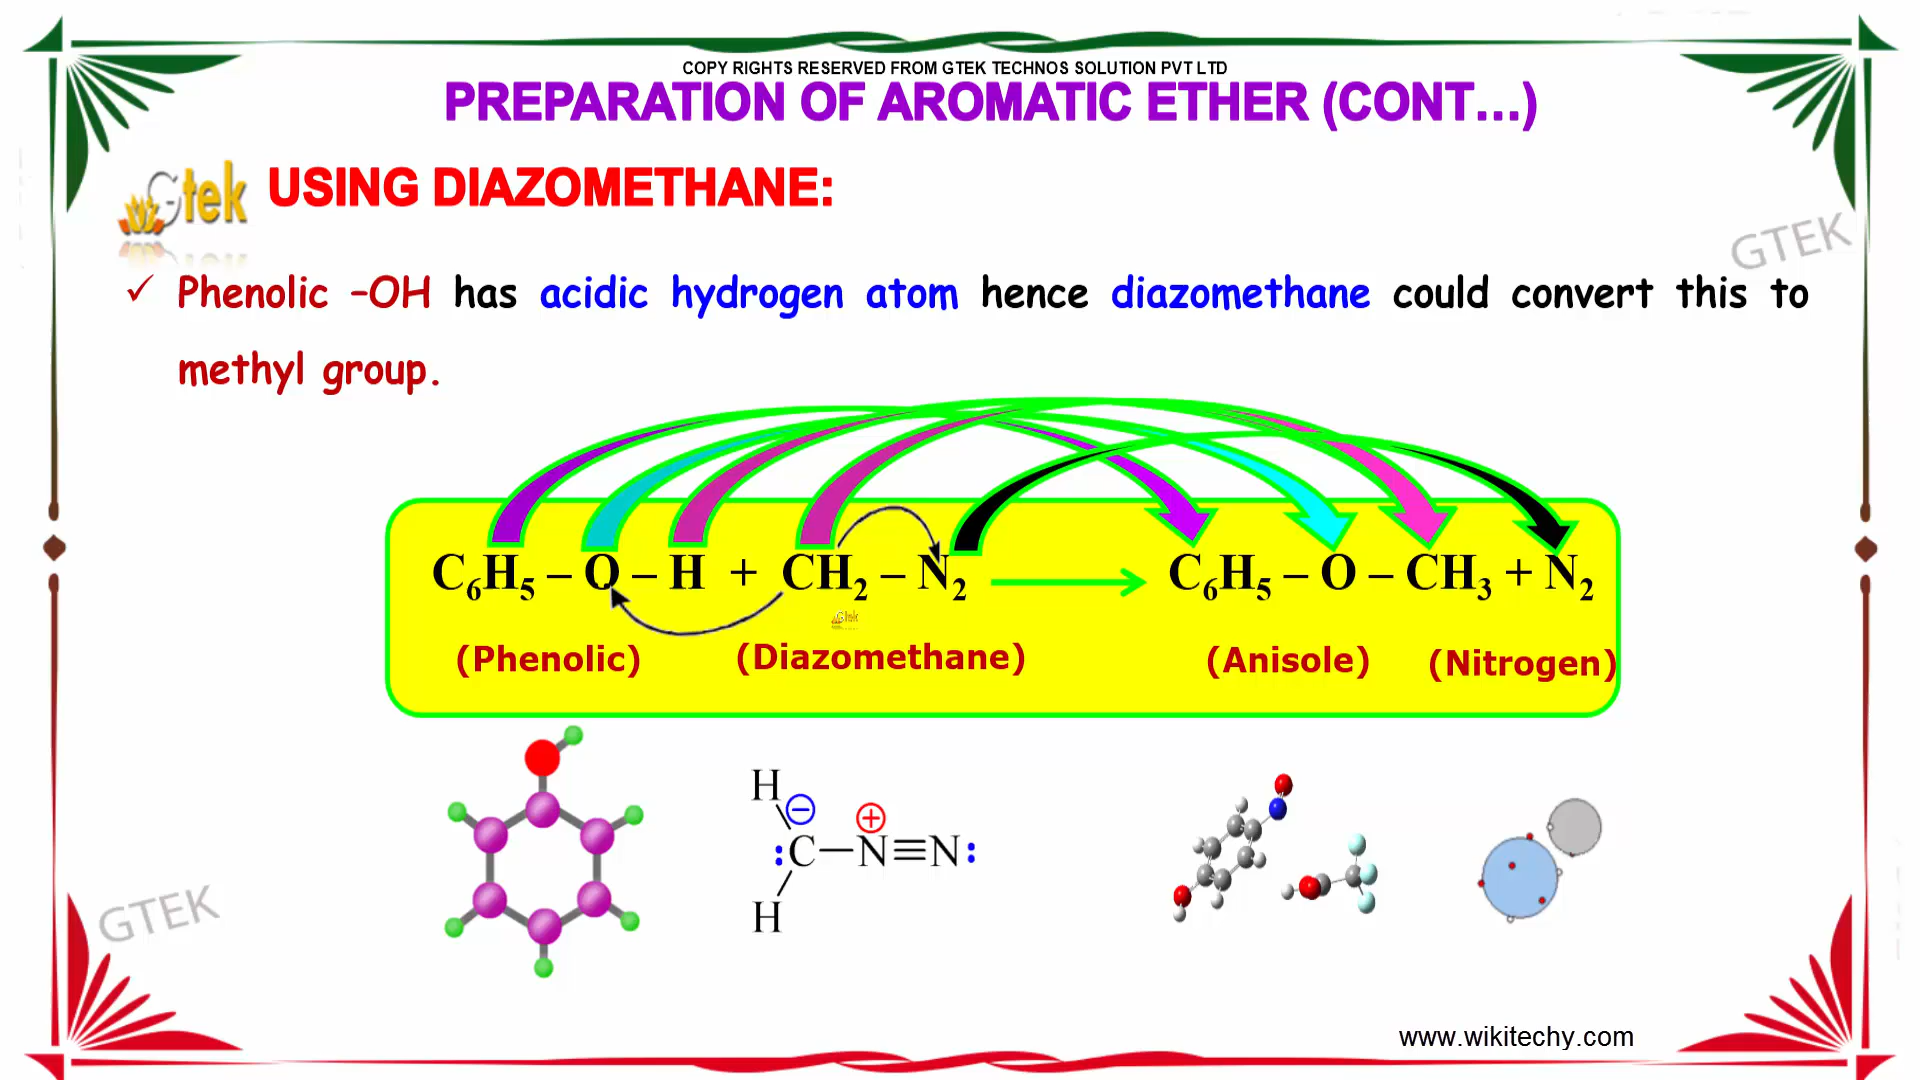 COPY RIGHTS RESERVED FROM GTEK TECHNOS SOLUTION PVT LTD
PREPARATION OF AROMATIC ETHER (CONT...)
Gtek USING DIAZOMETHANE:
GTEK
✓ Phenolic –OH has acidic hydrogen atom hence diazomethane could convert this to
methyl group.
C₆H₅ – O – H + CH₂ – N₂ ⟶ C₆H₅ – O – CH₃ + N₂
Gtek
(Phenolic) (Diazomethane) (Anisole) (Nitrogen)
H
⊖ ⊕
:C—N≡N:
H
GTEK
www.wikitechy.com